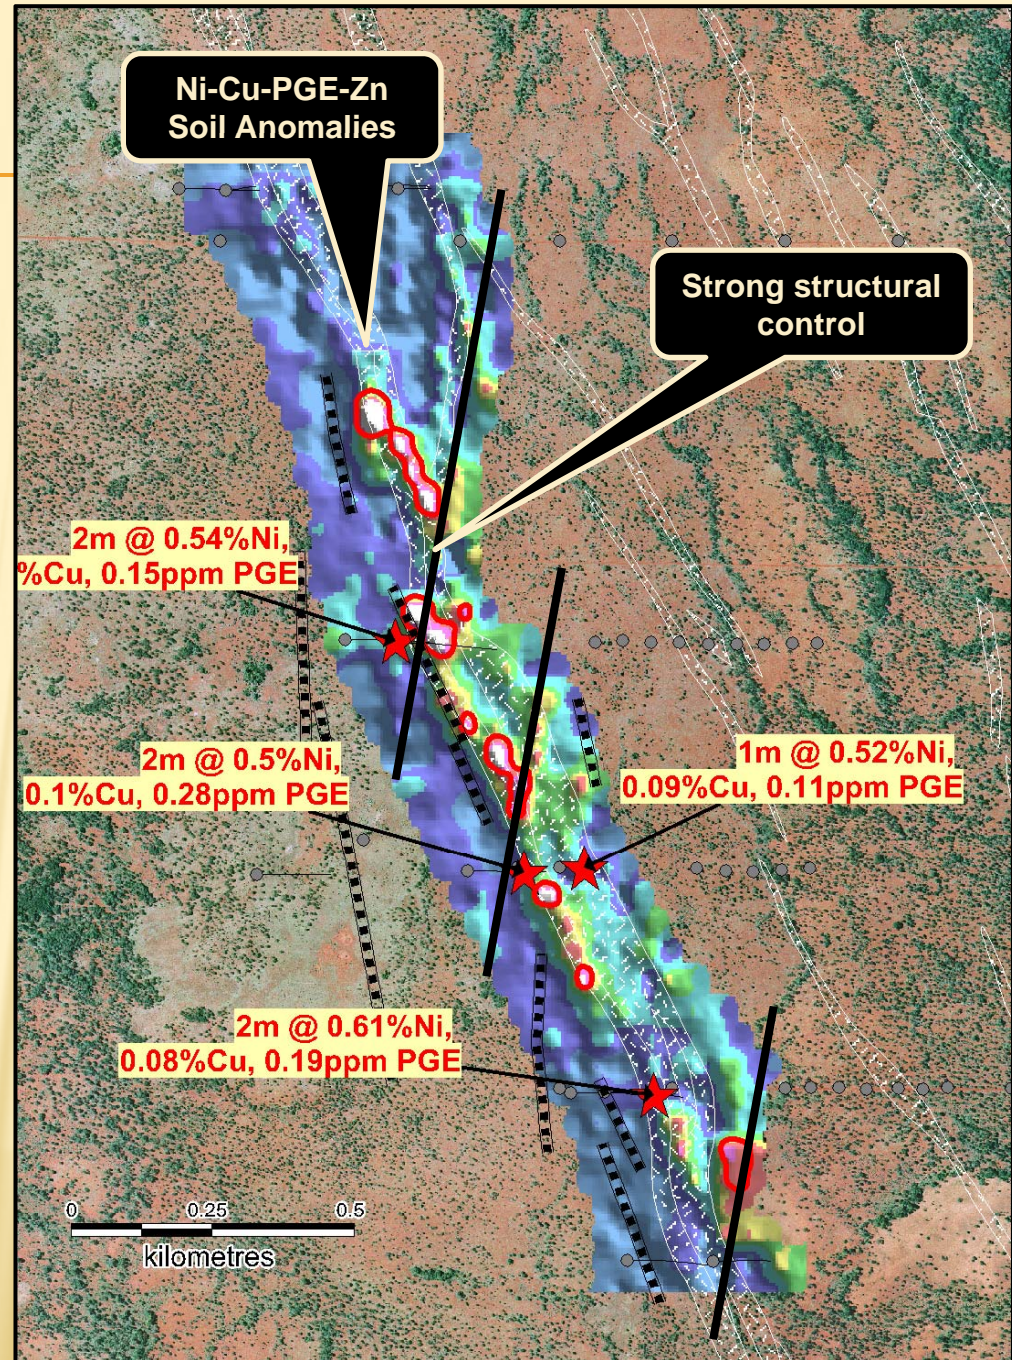 Ni-Cu-PGE-Zn
Soil Anomalies
Strong structural
control
2m @ 0.54%Ni,
%Cu, 0.15ppm PGE
2m @ 0.5%Ni,
0.1%Cu, 0.28ppm PGE
1m @ 0.52%Ni,
0.09%Cu, 0.11ppm PGE
2m @ 0.61%Ni,
0.08%Cu, 0.19ppm PGE
0 0.25 0.5
kilometres